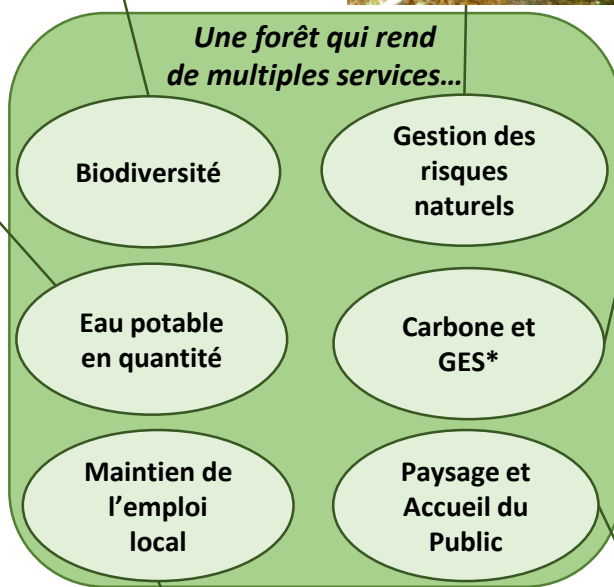 Une forêt qui rend
de multiples services…
Biodiversité
Gestion des
risques
naturels
Eau potable
en quantité
Carbone et
GES*
Maintien de
l’emploi
local
Paysage et
Accueil du
Public